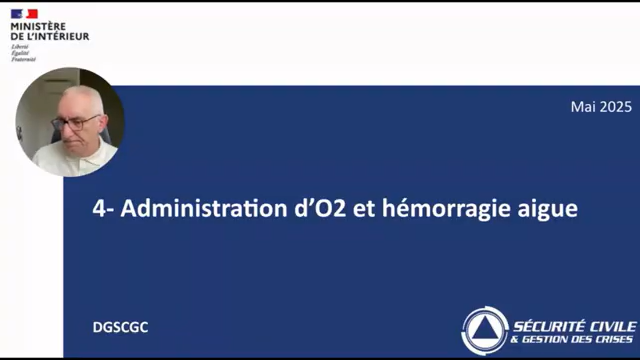 MINISTÈRE
DE L'INTÉRIEUR
Liberté
Égalité
Fraternité
Mai 2025
4- Administration d'O2 et hémorragie aigue
DGSCGC
SÉCURITÉ CIVILE
& GESTION DES CRISES